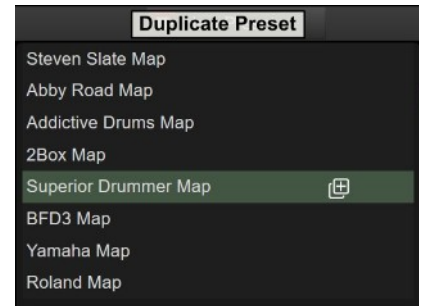 Duplicate Preset
Steven Slate Map
Abby Road Map
Addictive Drums Map
2Box Map
Superior Drummer Map
BFD3 Map
Yamaha Map
Roland Map